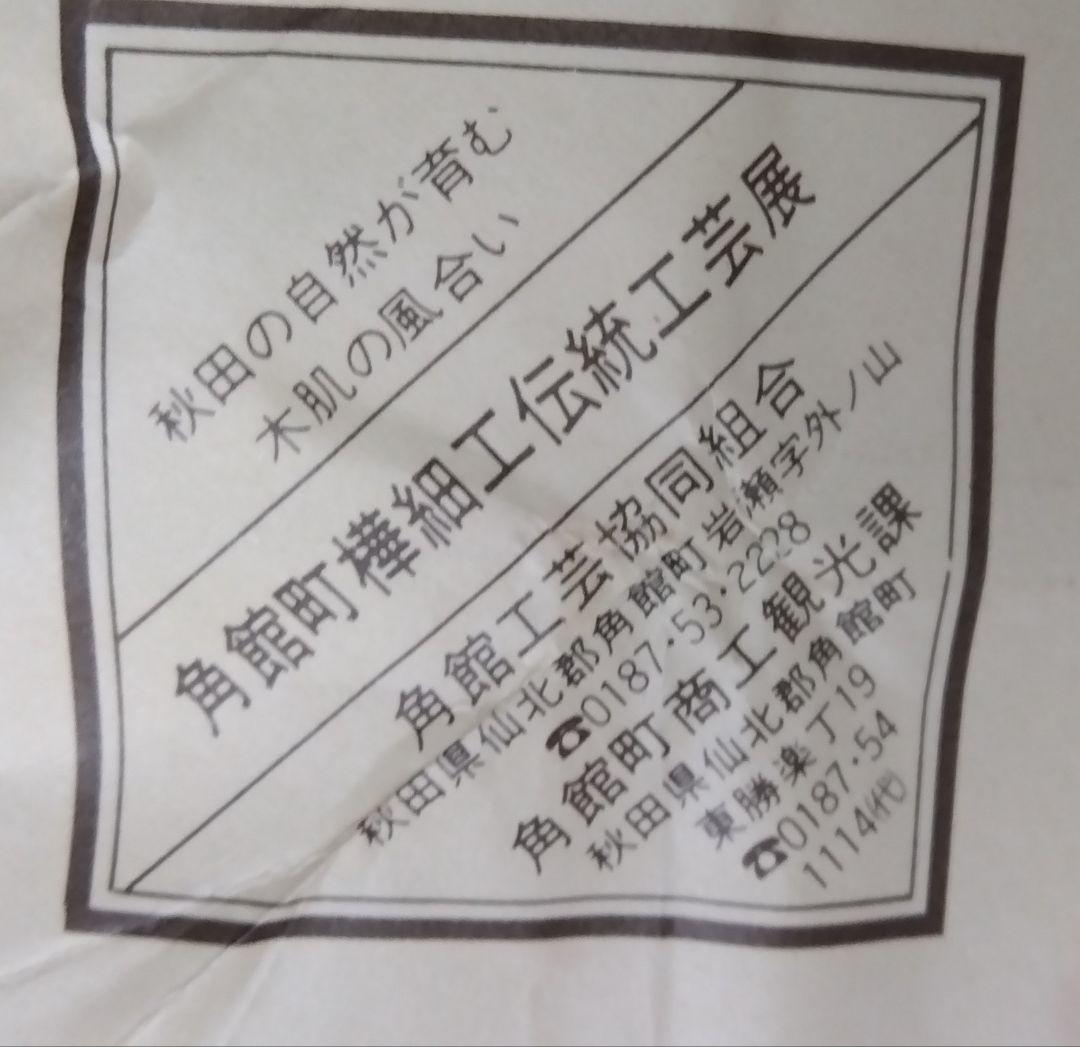 秋田の自然が育む
木肌の風合い
角館町樺細工伝統工芸展
角館工芸協同組合
秋田県仙北郡角館町岩瀬字外ノ山
☎0187・53・2228
角館町商工観光課
秋田県仙北郡角館町
東勝楽丁19
☎0187・54
1114㈹